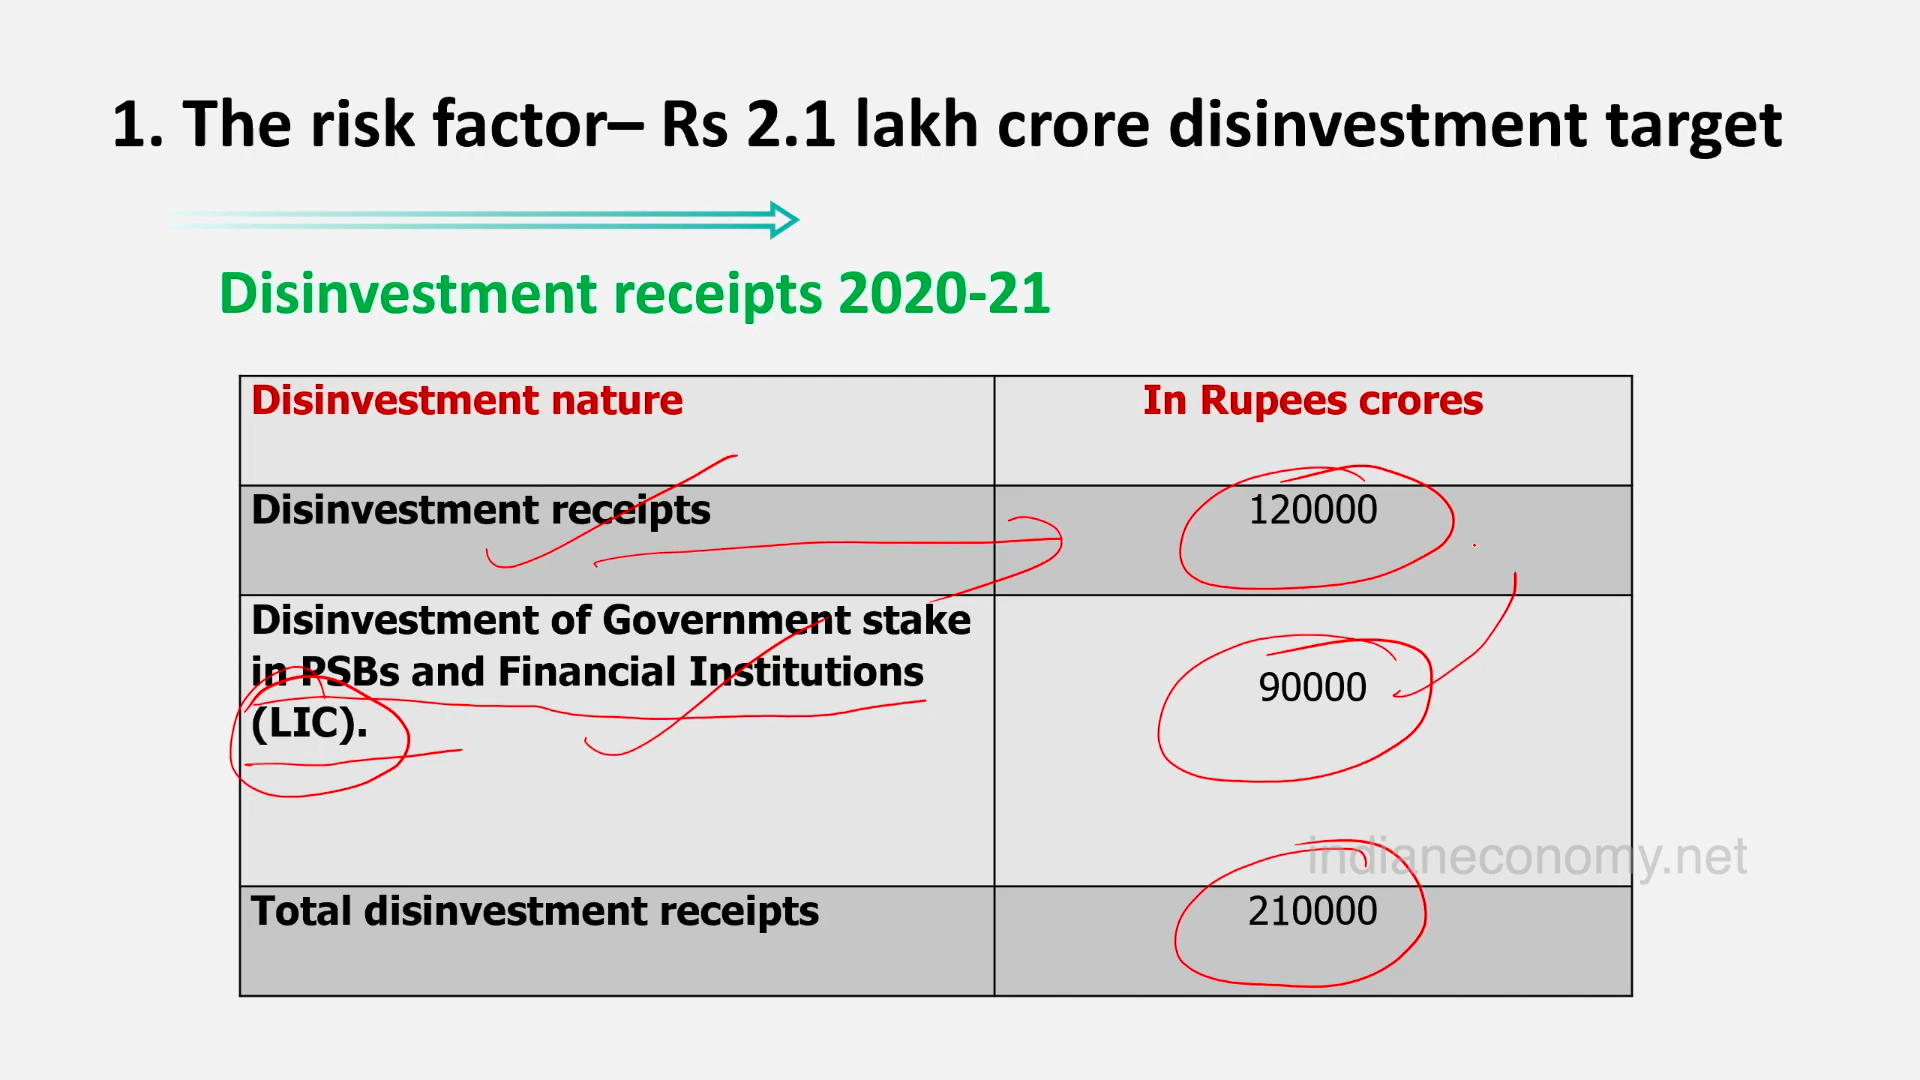 1. The risk factor– Rs 2.1 lakh crore disinvestment target
Disinvestment receipts 2020-21
Disinvestment nature
In Rupees crores
Disinvestment receipts
120000
Disinvestment of Government stake
in PSBs and Financial Institutions
(LIC).
90000
indianeconomy.net
Total disinvestment receipts
210000